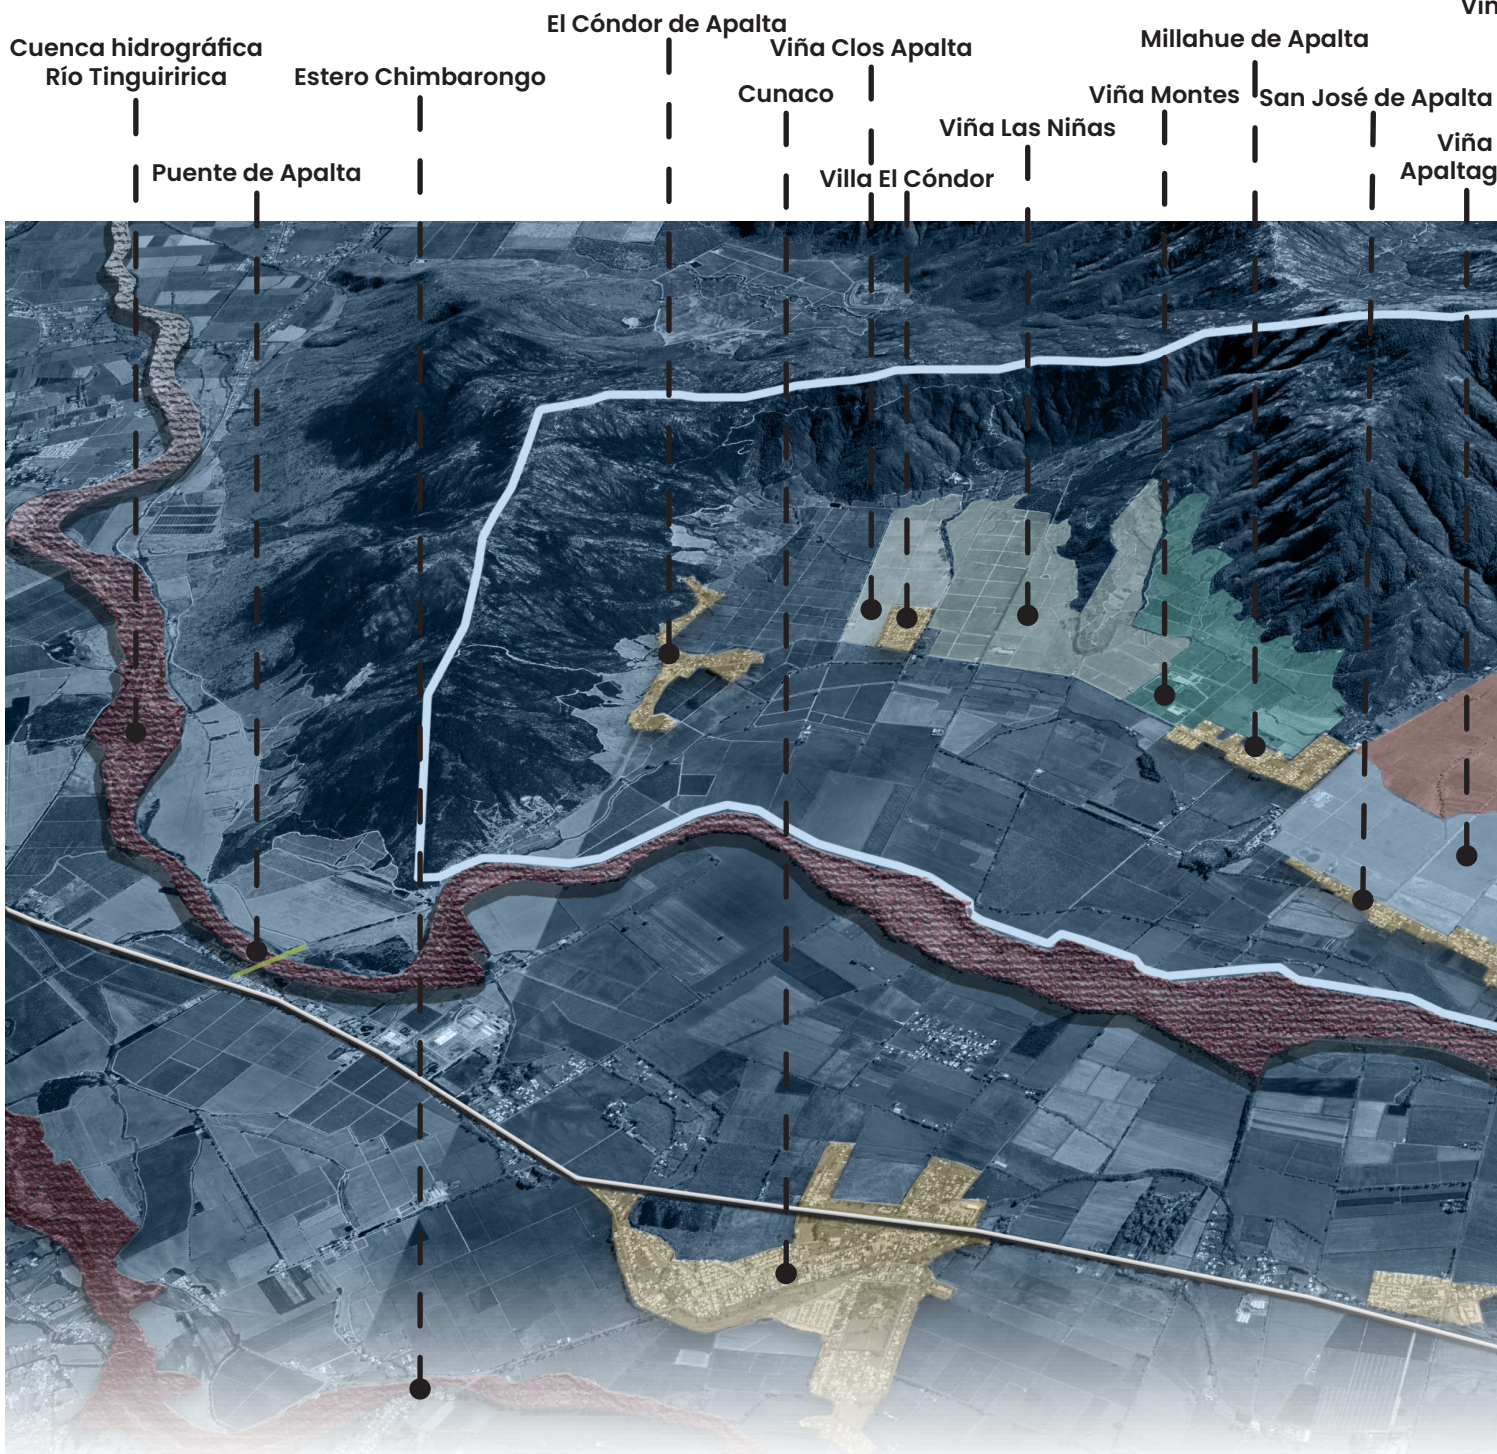 Cuenca hidrográfica
Río Tinguiririca
Puente de Apalta
Estero Chimbarongo
El Cóndor de Apalta
Cunaco
Viña Clos Apalta
Villa El Cóndor
Viña Las Niñas
Viña Montes
Millahue de Apalta
San José de Apalta
Viña
Apaltag